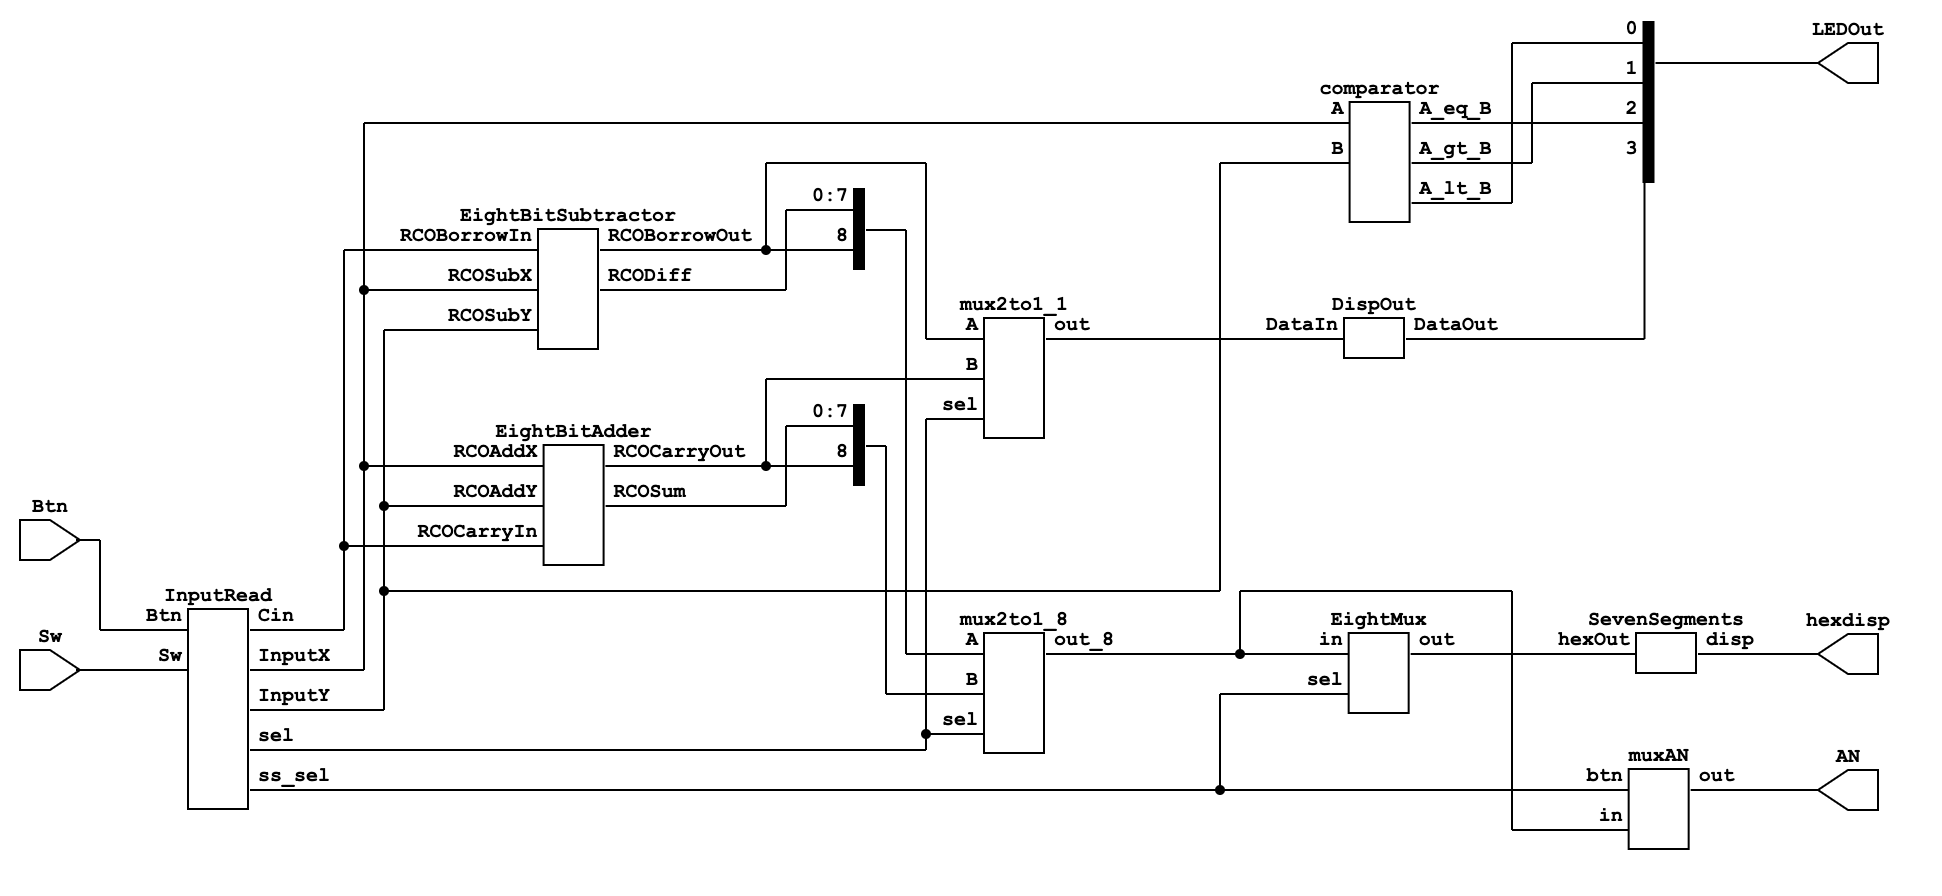 0
LEDOut
1
comparator
A A_eq_B 2
B A_gt_B 3
A_lt_B
0:7
EightBitSubtractor
RCOBorrowIn RCOBorrowOut 8
RCOSubX RCODiff
RCOSubY
mux2to1_1
A out
B
sel
DispOut
DataIn DataOut
0:7
EightBitAdder
RCOAddX RCOCarryOut 8
RCOAddY RCOSum
RCOCarryIn
Btn
Sw
InputRead
Btn Cin
Sw InputX
InputY
sel
ss_sel
mux2to1_8
A out_8
B
sel
EightMux
in out
sel
SevenSegments
hexOut disp
hexdisp
muxAN
btn out
in
AN